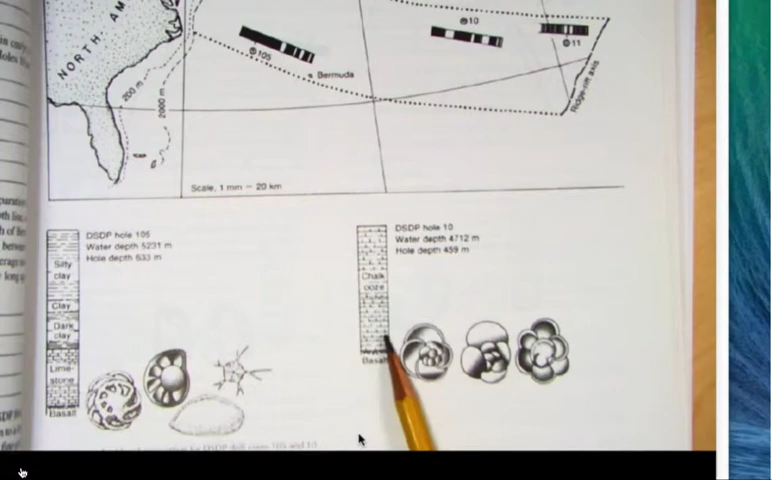 NORTH. AM
200 m
2000 m
105
Bermuda
10
11
Ridge-rift axis
Scale, 1 mm = 20 km
DSDP hole 105
Water depth 5231 m
Hole depth 633 m
Silty
clay
Clay
Dark
clay
Lime-
stone
Basalt
DSDP hole 10
Water depth 4712 m
Hole depth 459 m
Chalk
ooze
Basalt